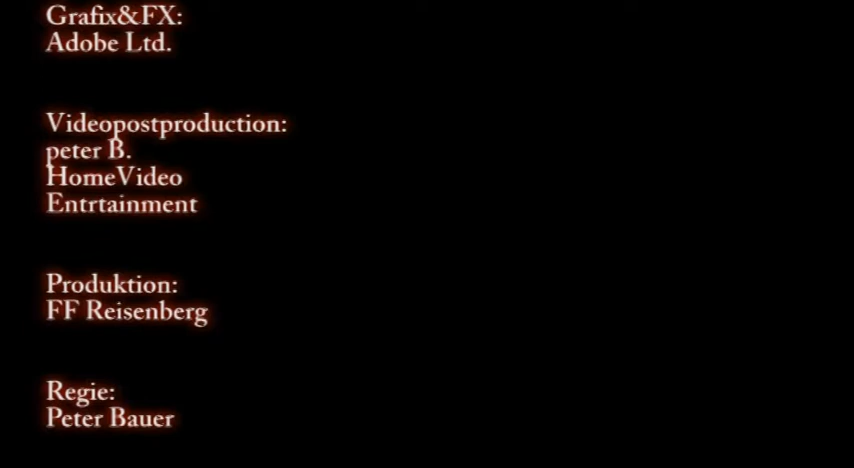 Grafix&FX:
Adobe Ltd.
Videopostproduction:
peter B.
HomeVideo
Entrtainment
Produktion:
FF Reisenberg
Regie:
Peter Bauer